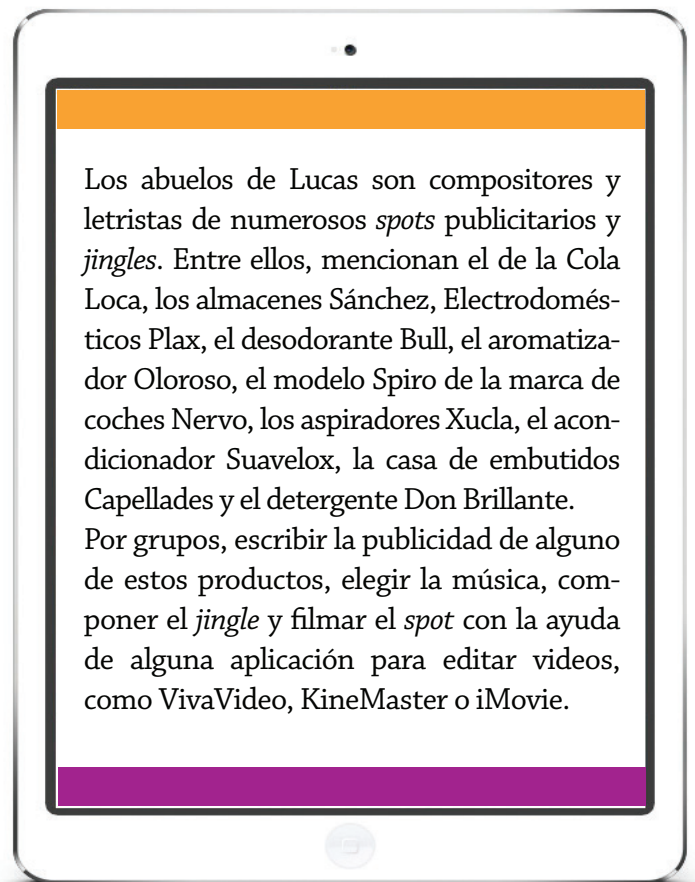 Los abuelos de Lucas son compositores y
letristas de numerosos spots publicitarios y
jingles. Entre ellos, mencionan el de la Cola
Loca, los almacenes Sánchez, Electrodomés-
ticos Plax, el desodorante Bull, el aromatiza-
dor Oloroso, el modelo Spiro de la marca de
coches Nervo, los aspiradores Xucla, el acon-
dicionador Suavelox, la casa de embutidos
Capellades y el detergente Don Brillante.
Por grupos, escribir la publicidad de alguno
de estos productos, elegir la música, com-
poner el jingle y filmar el spot con la ayuda
de alguna aplicación para editar videos,
como VivaVideo, KineMaster o iMovie.